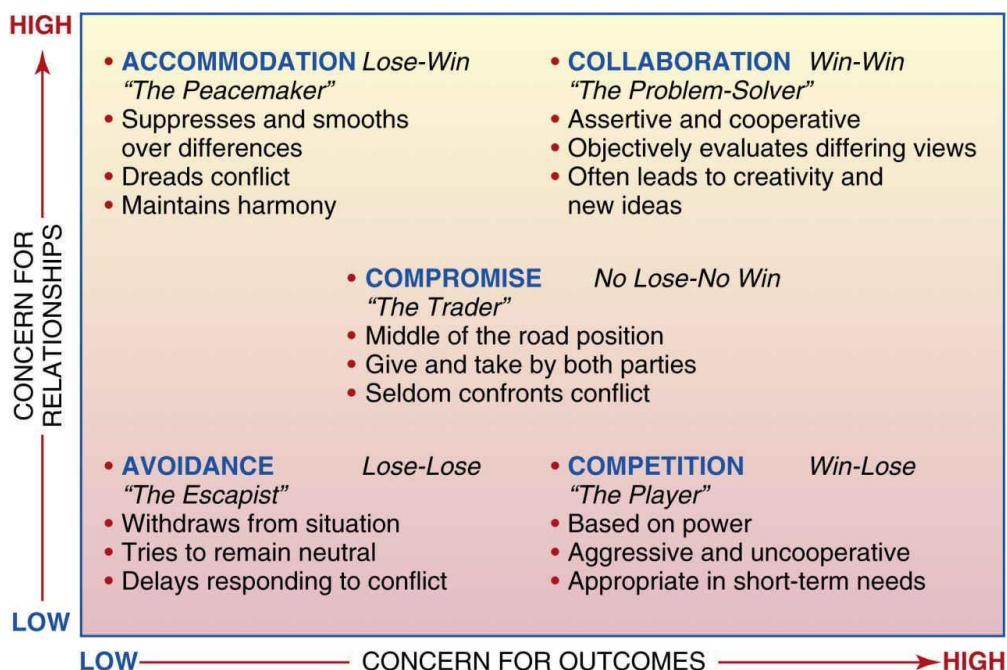 HIGH
• ACCOMMODATION Lose-Win
“The Peacemaker”
• Suppresses and smooths
over differences
• Dreads conflict
• Maintains harmony
• COLLABORATION Win-Win
“The Problem-Solver”
• Assertive and cooperative
• Objectively evaluates differing views
• Often leads to creativity and
new ideas
CONCERN FOR
RELATIONSHIPS
• COMPROMISE No Lose-No Win
“The Trader”
• Middle of the road position
• Give and take by both parties
• Seldom confronts conflict
• AVOIDANCE Lose-Lose
“The Escapist”
• Withdraws from situation
• Tries to remain neutral
• Delays responding to conflict
• COMPETITION Win-Lose
“The Player”
• Based on power
• Aggressive and uncooperative
• Appropriate in short-term needs
LOW
LOW CONCERN FOR OUTCOMES HIGH